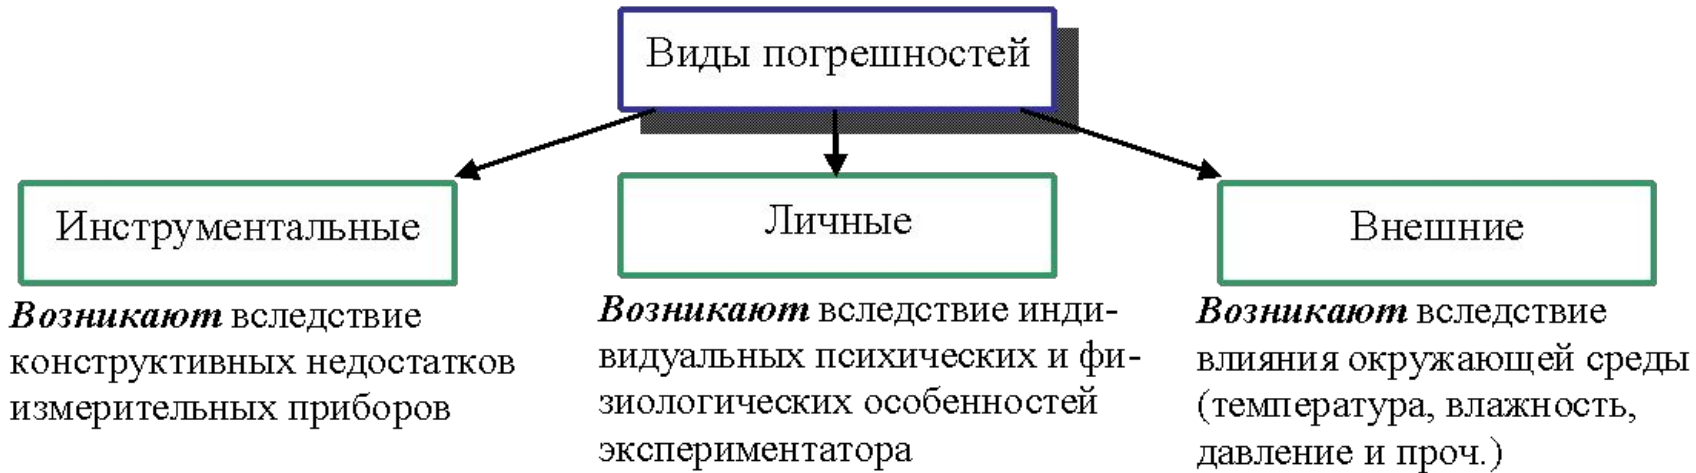 Виды погрешностей
Инструментальные
Возникают вследствие
конструктивных недостатков
измерительных приборов
Личные
Возникают вследствие инди-
видуальных психических и фи-
зиологических особенностей
экспериментатора
Внешние
Возникают вследствие
влияния окружающей среды
(температура, влажность,
давление и проч.)